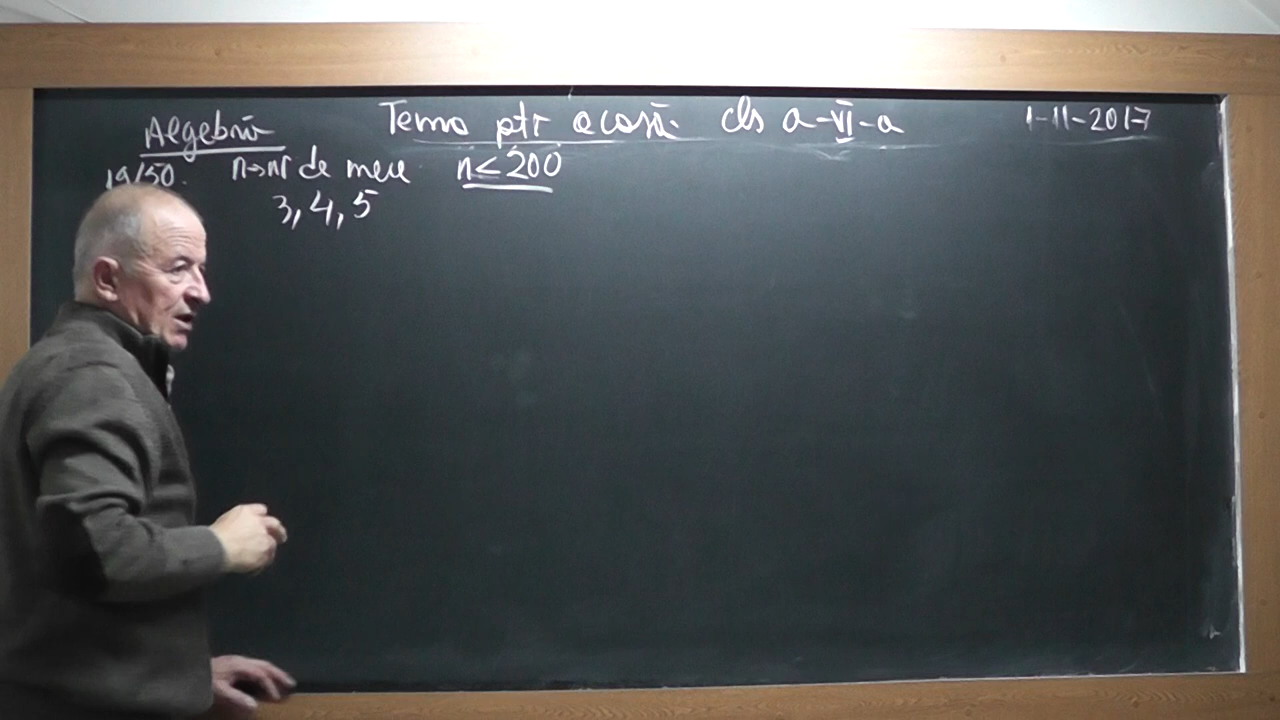 Algebră Temă ptr acasă cls a-VI-a 1-11-2017
19/50. n→nr de mere n<200
3, 4, 5